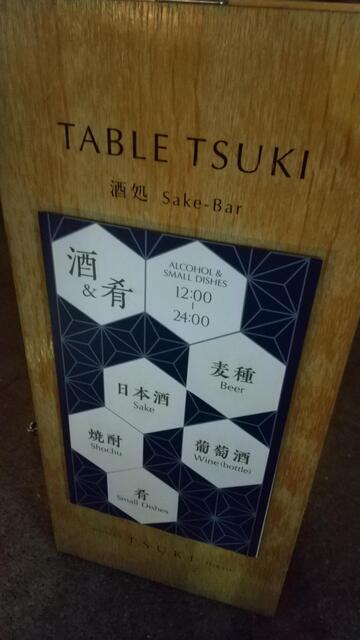 TABLE TSUKI
酒処 Sake-Bar
酒
&肴
ALCOHOL &
SMALL DISHES
12:00
|
24:00
麦種
Beer
日本酒
Sake
焼酎
Shochu
葡萄酒
Wine(bottle)
肴
Small Dishes
TSUKI